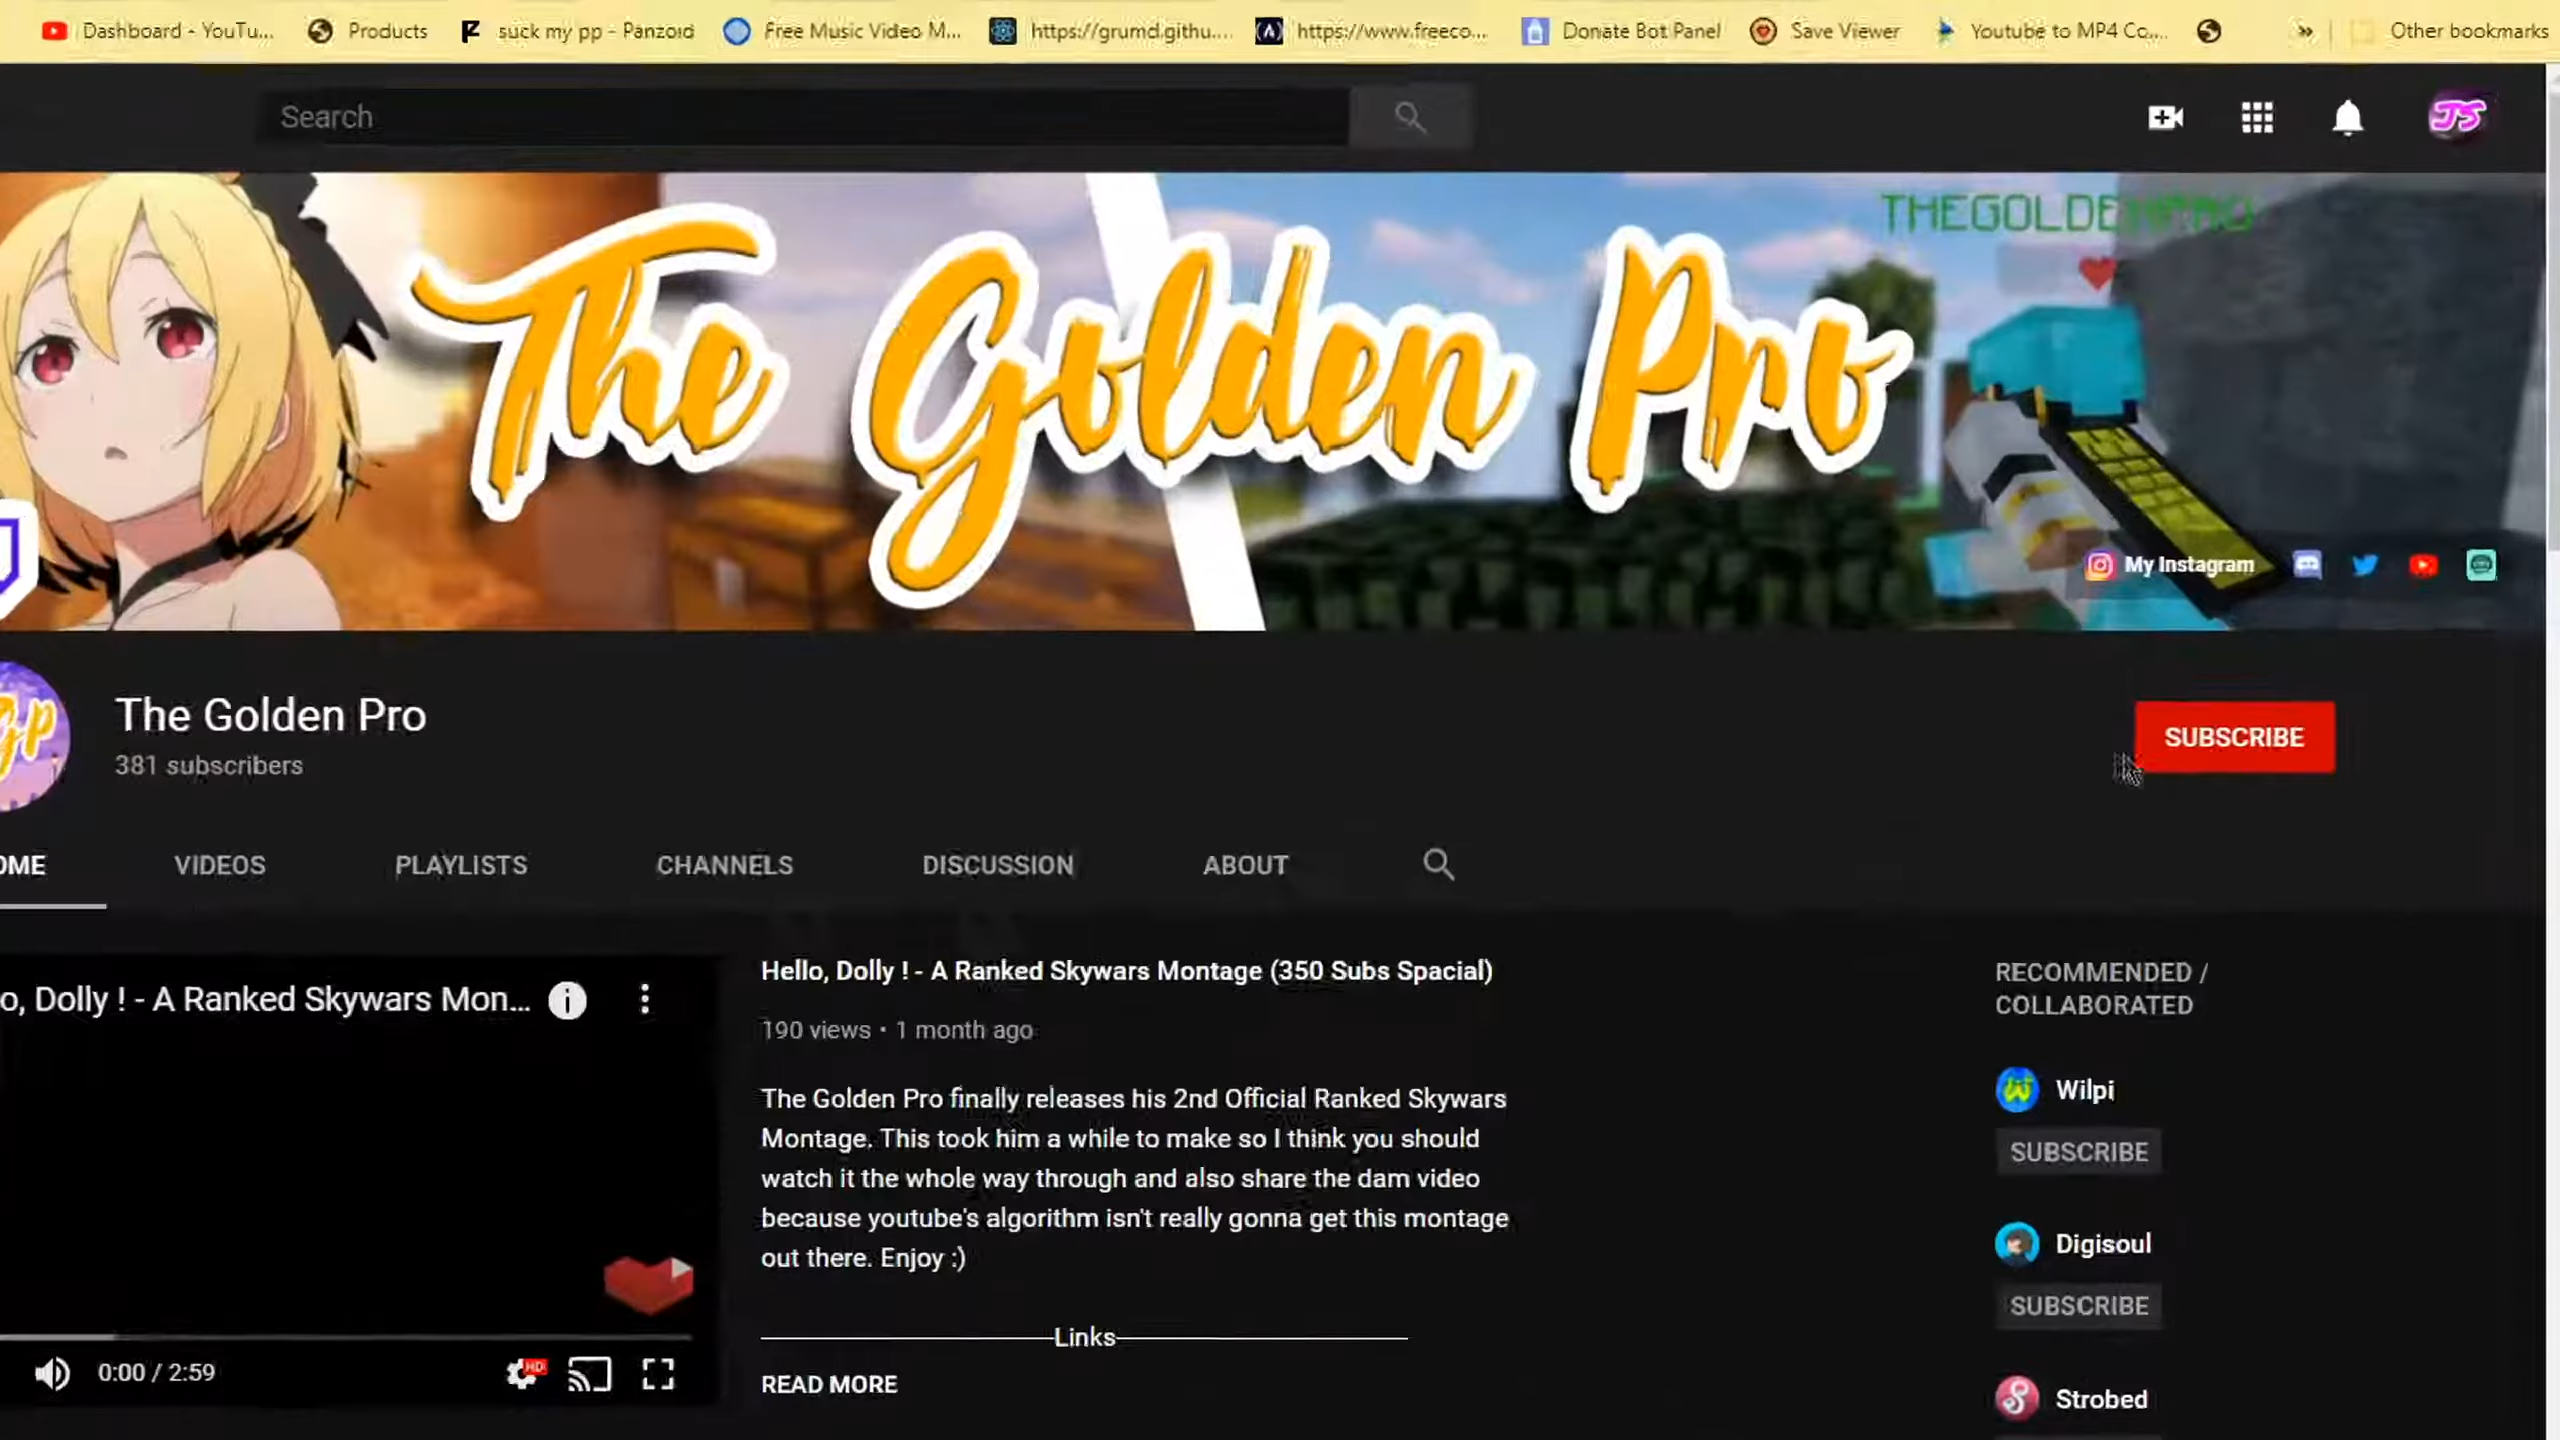 Dashboard - YouTu...
Products
suck my pp - Panzoid
Free Music Video M...
https://grumd.githu....
https://www.freeco...
Donate Bot Panel
Save Viewer
Youtube to MP4 Co,...
»
Other bookmarks
Search
JS
THEGOLDENPRO
The Golden Pro
My Instagram
Gp
The Golden Pro
381 subscribers
SUBSCRIBE
OME
VIDEOS
PLAYLISTS
CHANNELS
DISCUSSION
ABOUT
o, Dolly ! - A Ranked Skywars Mon...
Hello, Dolly ! - A Ranked Skywars Montage (350 Subs Spacial)
190 views • 1 month ago
The Golden Pro finally releases his 2nd Official Ranked Skywars
Montage. This took him a while to make so I think you should
watch it the whole way through and also share the dam video
because youtube's algorithm isn't really gonna get this montage
out there. Enjoy :)
Links
READ MORE
HD
0:00 / 2:59
RECOMMENDED /
COLLABORATED
Wilpi
SUBSCRIBE
Digisoul
SUBSCRIBE
Strobed